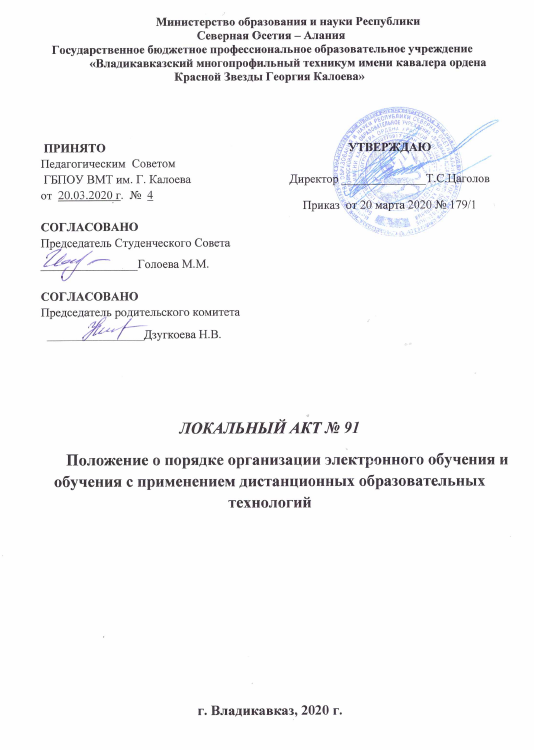 Министерство образования и науки Республики
Северная Осетия – Алания
Государственное бюджетное профессиональное образовательное учреждение
«Владикавказский многопрофильный техникум имени кавалера ордена
Красной Звезды Георгия Калоева»
ПРИНЯТО
Педагогическим Советом
ГБПОУ ВМТ им. Г. Калоева
от 20.03.2020 г. № 4
УТВЕРЖДАЮ
Директор ______________Т.С.Цаголов
Приказ от 20 марта 2020 № 179/1
СОГЛАСОВАНО
Председатель Студенческого Совета
________________Голоева М.М.
СОГЛАСОВАНО
Председатель родительского комитета
________________Дзугкоева Н.В.
ЛОКАЛЬНЫЙ АКТ № 91
Положение о порядке организации электронного обучения и
обучения с применением дистанционных образовательных
технологий
г. Владикавказ, 2020 г.